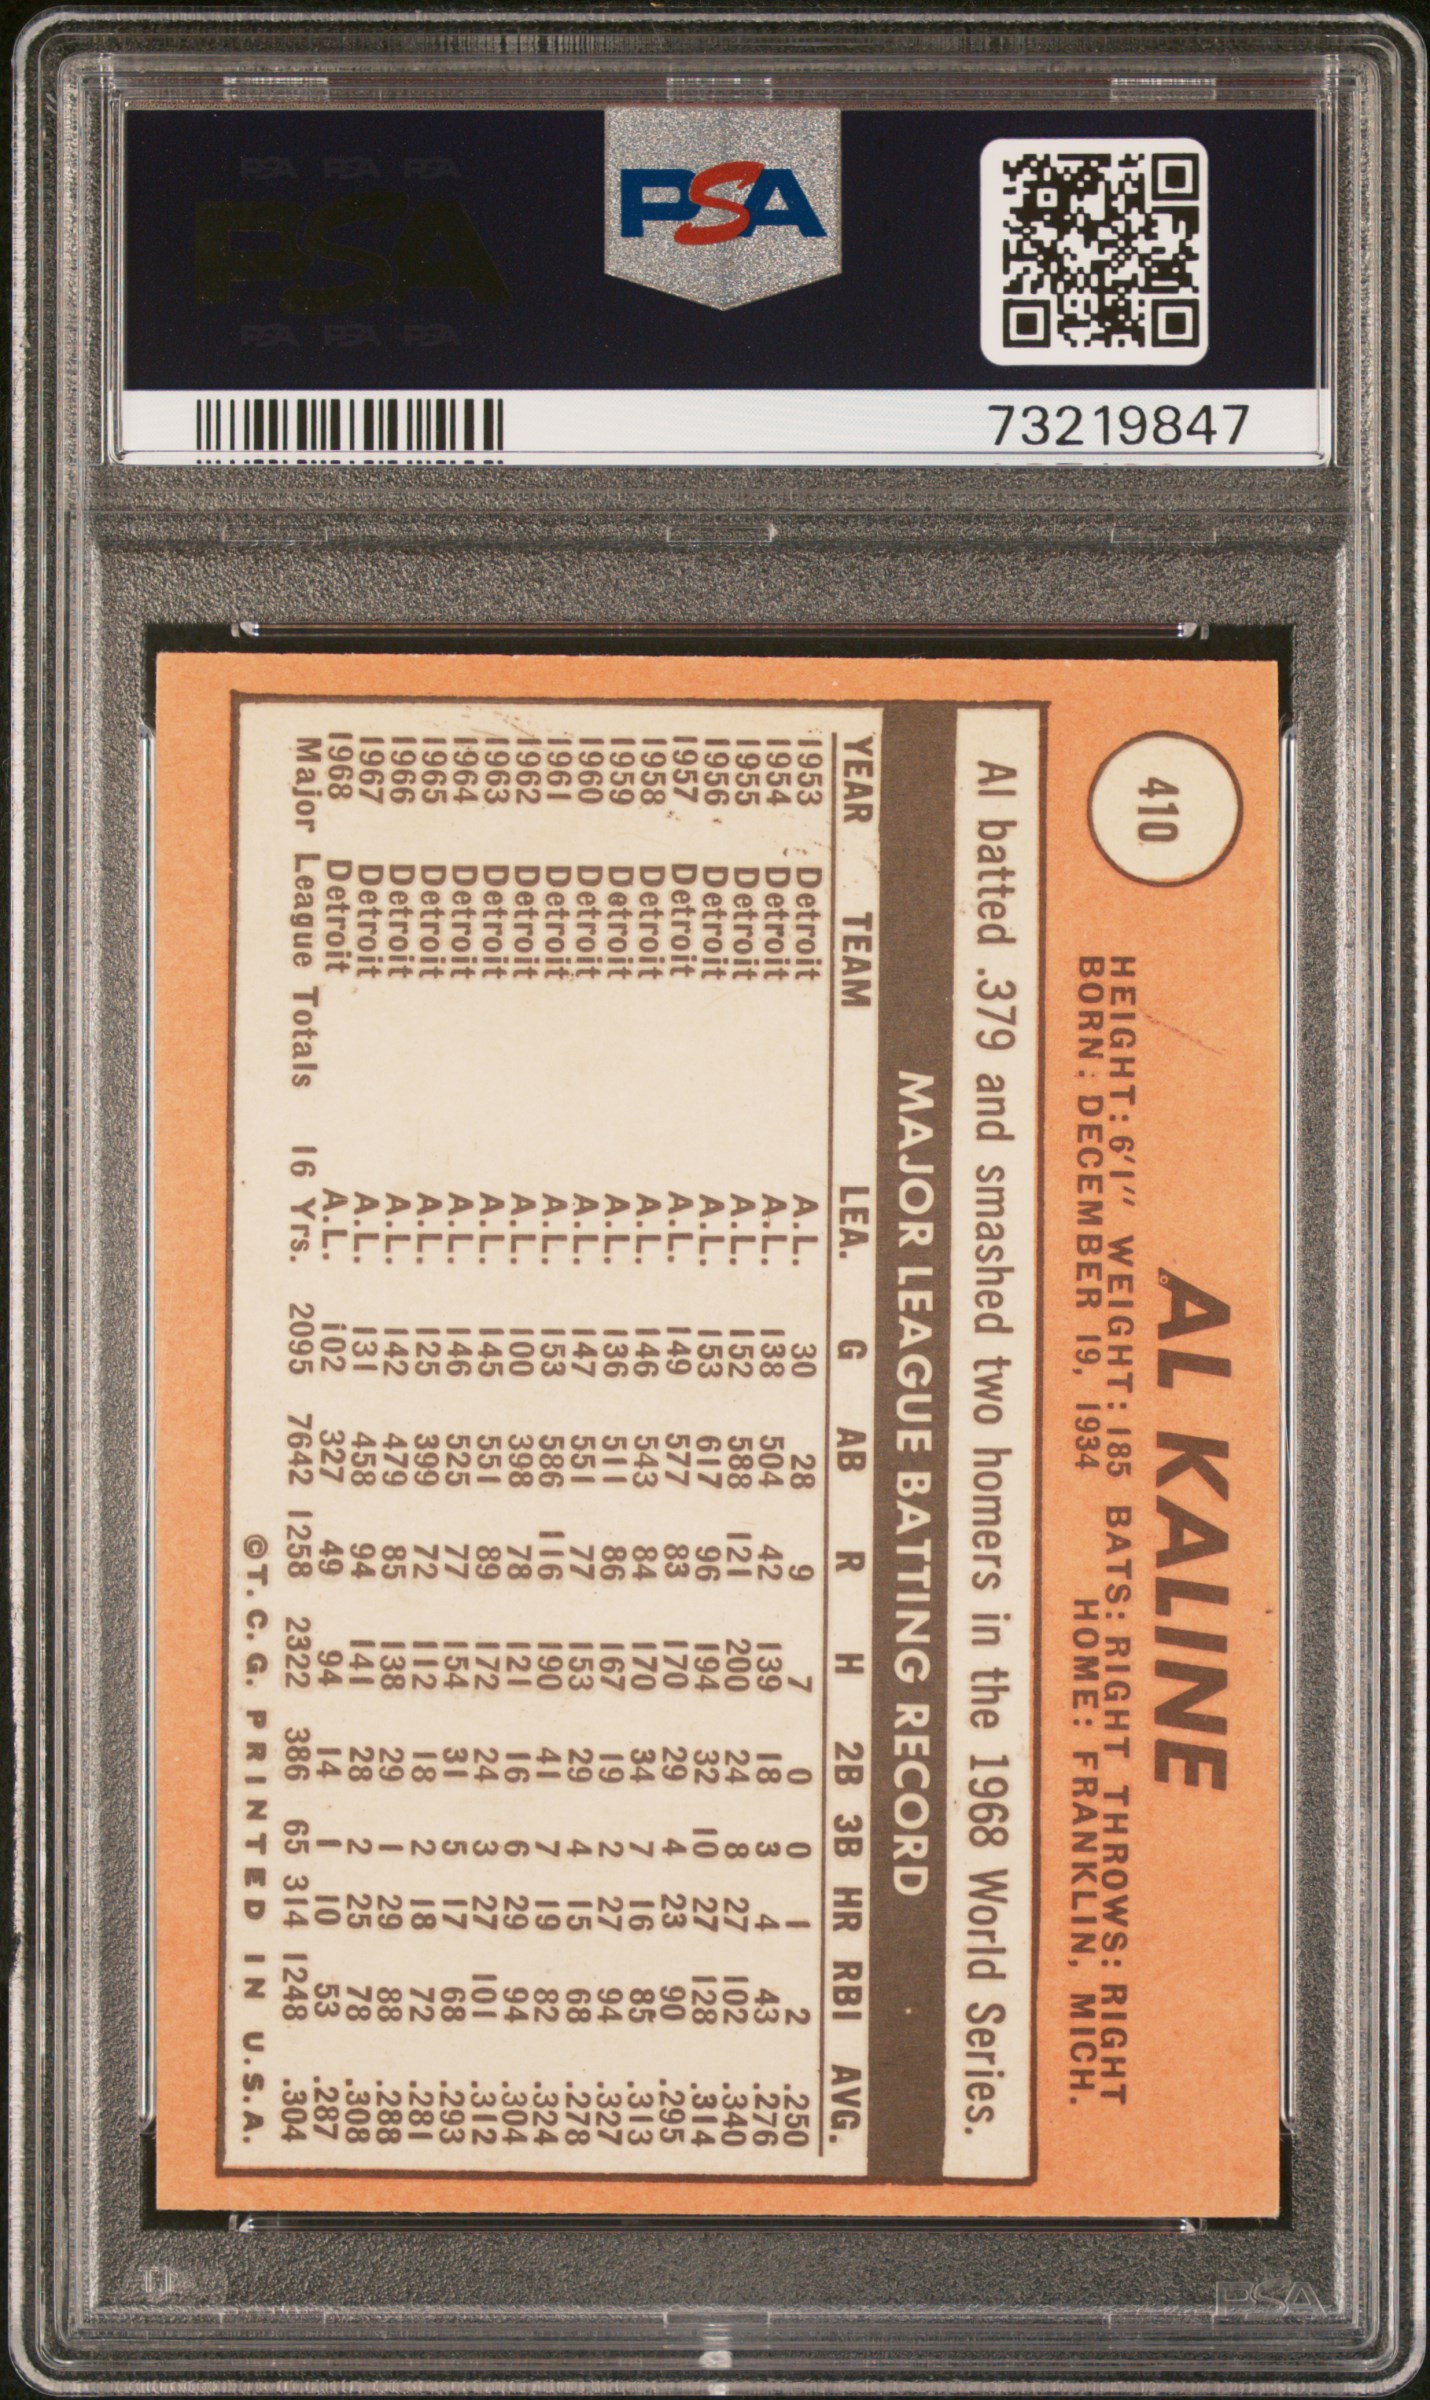 PSA PSA PSA
PSA
PSA PSA PSA
PSA
73219847
410
AL KALINE
HEIGHT: 6'1" WEIGHT: 185 BATS: RIGHT THROWS: RIGHT
BORN: DECEMBER 19, 1934 HOME: FRANKLIN, MICH.
Al batted .379 and smashed two homers in the 1968 World Series.
MAJOR LEAGUE BATTING RECORD
YEAR TEAM LEA. G AB R H 2B 3B HR RBI AVG.
1953 Detroit A.L. 30 28 9 7 0 0 1 2 .250
1954 Detroit A.L. 138 504 42 139 18 3 4 43 .276
1955 Detroit A.L. 152 588 121 200 24 8 27 102 .340
1956 Detroit A.L. 153 617 96 194 32 10 27 128 .314
1957 Detroit A.L. 149 577 83 170 29 4 23 90 .295
1958 Detroit A.L. 146 543 84 170 34 7 16 85 .313
1959 Detroit A.L. 136 511 86 167 19 2 27 94 .327
1960 Detroit A.L. 147 551 77 153 29 4 15 68 .278
1961 Detroit A.L. 153 586 116 190 41 7 19 82 .324
1962 Detroit A.L. 100 398 78 121 16 6 29 94 .304
1963 Detroit A.L. 145 551 89 172 24 3 27 101 .312
1964 Detroit A.L. 146 525 77 154 31 5 17 68 .293
1965 Detroit A.L. 125 399 72 112 18 2 18 72 .281
1966 Detroit A.L. 142 479 85 138 29 1 29 88 .288
1967 Detroit A.L. 131 458 94 141 28 2 25 78 .308
1968 Detroit A.L. 102 327 49 94 14 1 10 53 .287
Major League Totals 16 Yrs. 2095 7642 1258 2322 386 65 314 1248 .304
©T.C.G. PRINTED IN U.S.A.
PSA